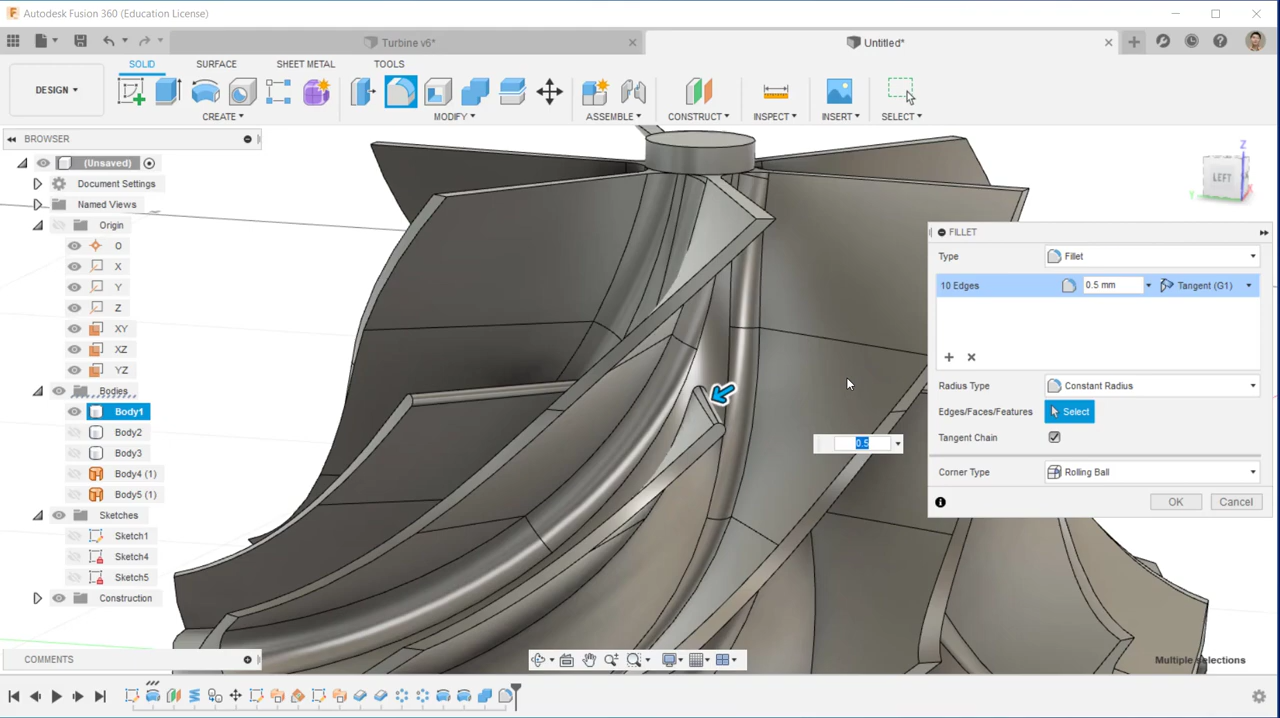 Autodesk Fusion 360 (Education License)
Turbine v6*
Untitled*
DESIGN
SOLID
SURFACE
SHEET METAL
TOOLS
CREATE
MODIFY
ASSEMBLE
CONSTRUCT
INSPECT
INSERT
SELECT
BROWSER
(Unsaved)
Document Settings
Named Views
Origin
O
X
Y
Z
XY
XZ
YZ
Bodies
Body1
Body2
Body3
Body4 (1)
Body5 (1)
Sketches
Sketch1
Sketch4
Sketch5
Construction
COMMENTS
Z
LEFT
Y
X
FILLET
Type Fillet
10 Edges 0.5 mm Tangent (G1)
Radius Type Constant Radius
Edges/Faces/Features Select
Tangent Chain
Corner Type Rolling Ball
OK Cancel
0.5
Multiple selections